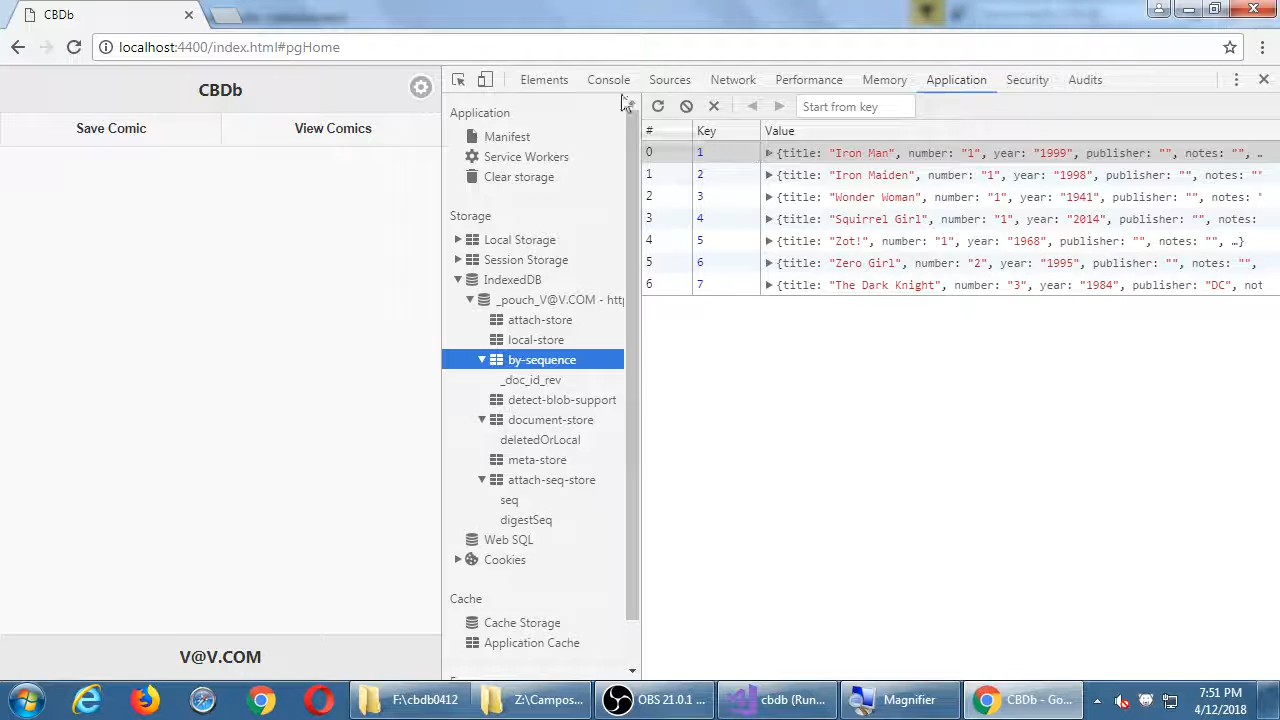 CBDb
localhost:4400/index.html#pgHome
CBDb
Save Comic
View Comics
V@V.COM
Elements Console Sources Network Performance Memory Application Security Audits
Application
Manifest
Service Workers
Clear storage
Storage
Local Storage
Session Storage
IndexedDB
_pouch_V@V.COM - http
attach-store
local-store
by-sequence
_doc_id_rev
detect-blob-support
document-store
deletedOrLocal
meta-store
attach-seq-store
seq
digestSeq
Web SQL
Cookies
Cache
Cache Storage
Application Cache
Start from key
# Key Value
0 1 {title: "Iron Man", number: "1", year: "1999", publisher: "", notes: "", …
1 2 {title: "Iron Maiden", number: "1", year: "1998", publisher: "", notes: ""
2 3 {title: "Wonder Woman", number: "1", year: "1941", publisher: "", notes: "
3 4 {title: "Squirrel Girl", number: "1", year: "2014", publisher: "", notes:
4 5 {title: "Zot!", number: "1", year: "1968", publisher: "", notes: "", …}
5 6 {title: "Zero Girl", number: "2", year: "1995", publisher: "", notes: "",
6 7 {title: "The Dark Knight", number: "3", year: "1984", publisher: "DC", not
F:\cbdb0412
Z:\Campos...
OBS 21.0.1 ...
cbdb (Run...
Magnifier
CBDb - Go...
7:51 PM
4/12/2018